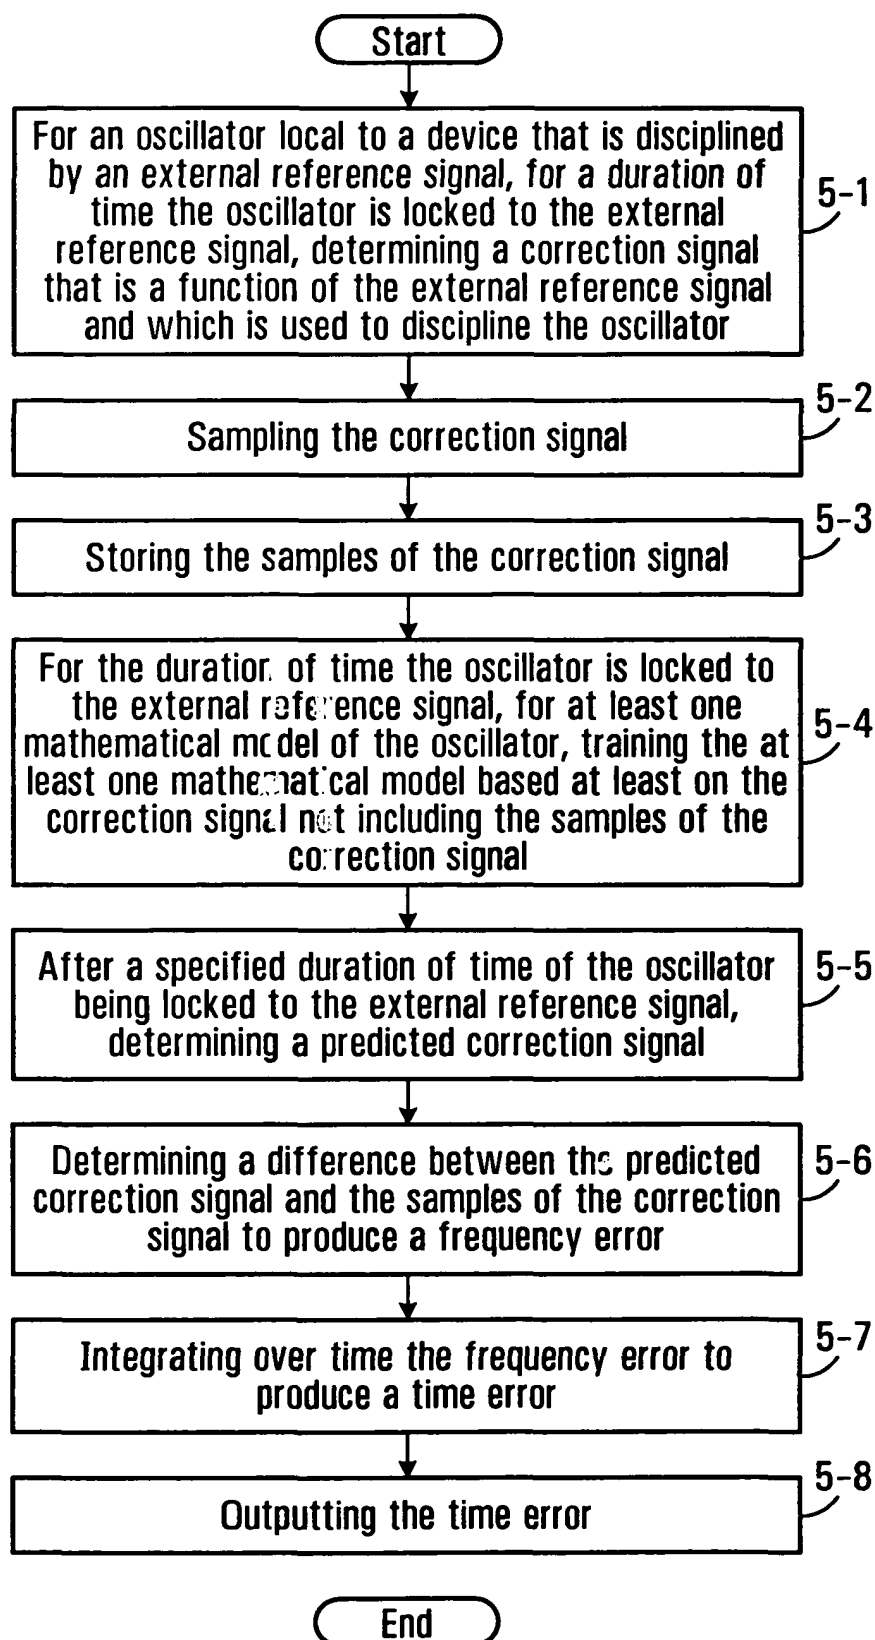 Start
For an oscillator local to a device that is disciplined
by an external reference signal, for a duration of
time the oscillator is locked to the external
reference signal, determining a correction signal
that is a function of the external reference signal
and which is used to discipline the oscillator
5-1
Sampling the correction signal
5-2
Storing the samples of the correction signal
5-3
For the duration of time the oscillator is locked to
the external reference signal, for at least one
mathematical model of the oscillator, training the at
least one mathematical model based at least on the
correction signal not including the samples of the
correction signal
5-4
After a specified duration of time of the oscillator
being locked to the external reference signal,
determining a predicted correction signal
5-5
Determining a difference between the predicted
correction signal and the samples of the correction
signal to produce a frequency error
5-6
Integrating over time the frequency error to
produce a time error
5-7
Outputting the time error
5-8
End